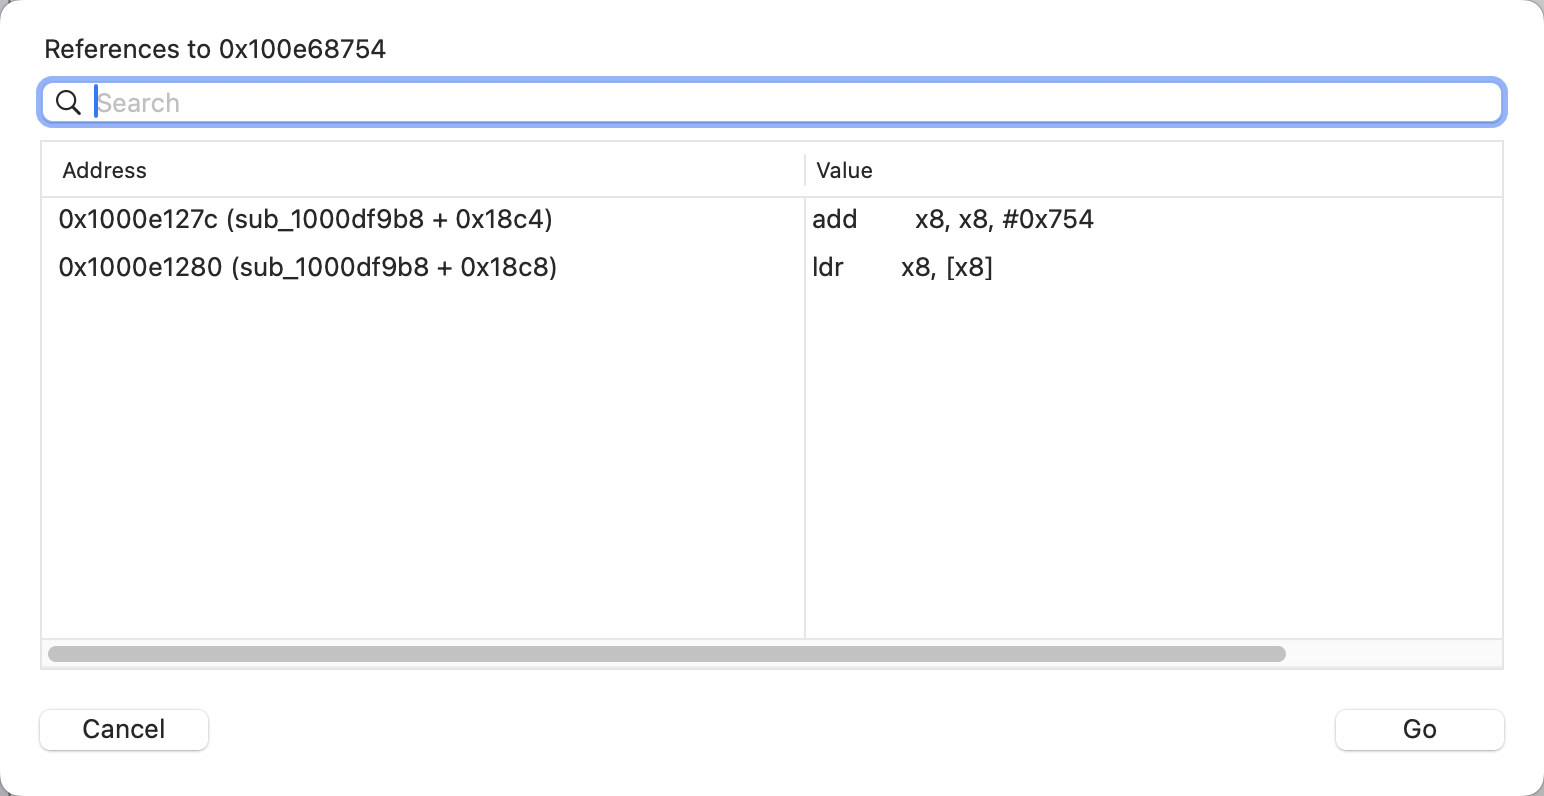 References to 0x100e68754
Search
Address Value
0x1000e127c (sub_1000df9b8 + 0x18c4) add x8, x8, #0x754
0x1000e1280 (sub_1000df9b8 + 0x18c8) ldr x8, [x8]
Cancel Go